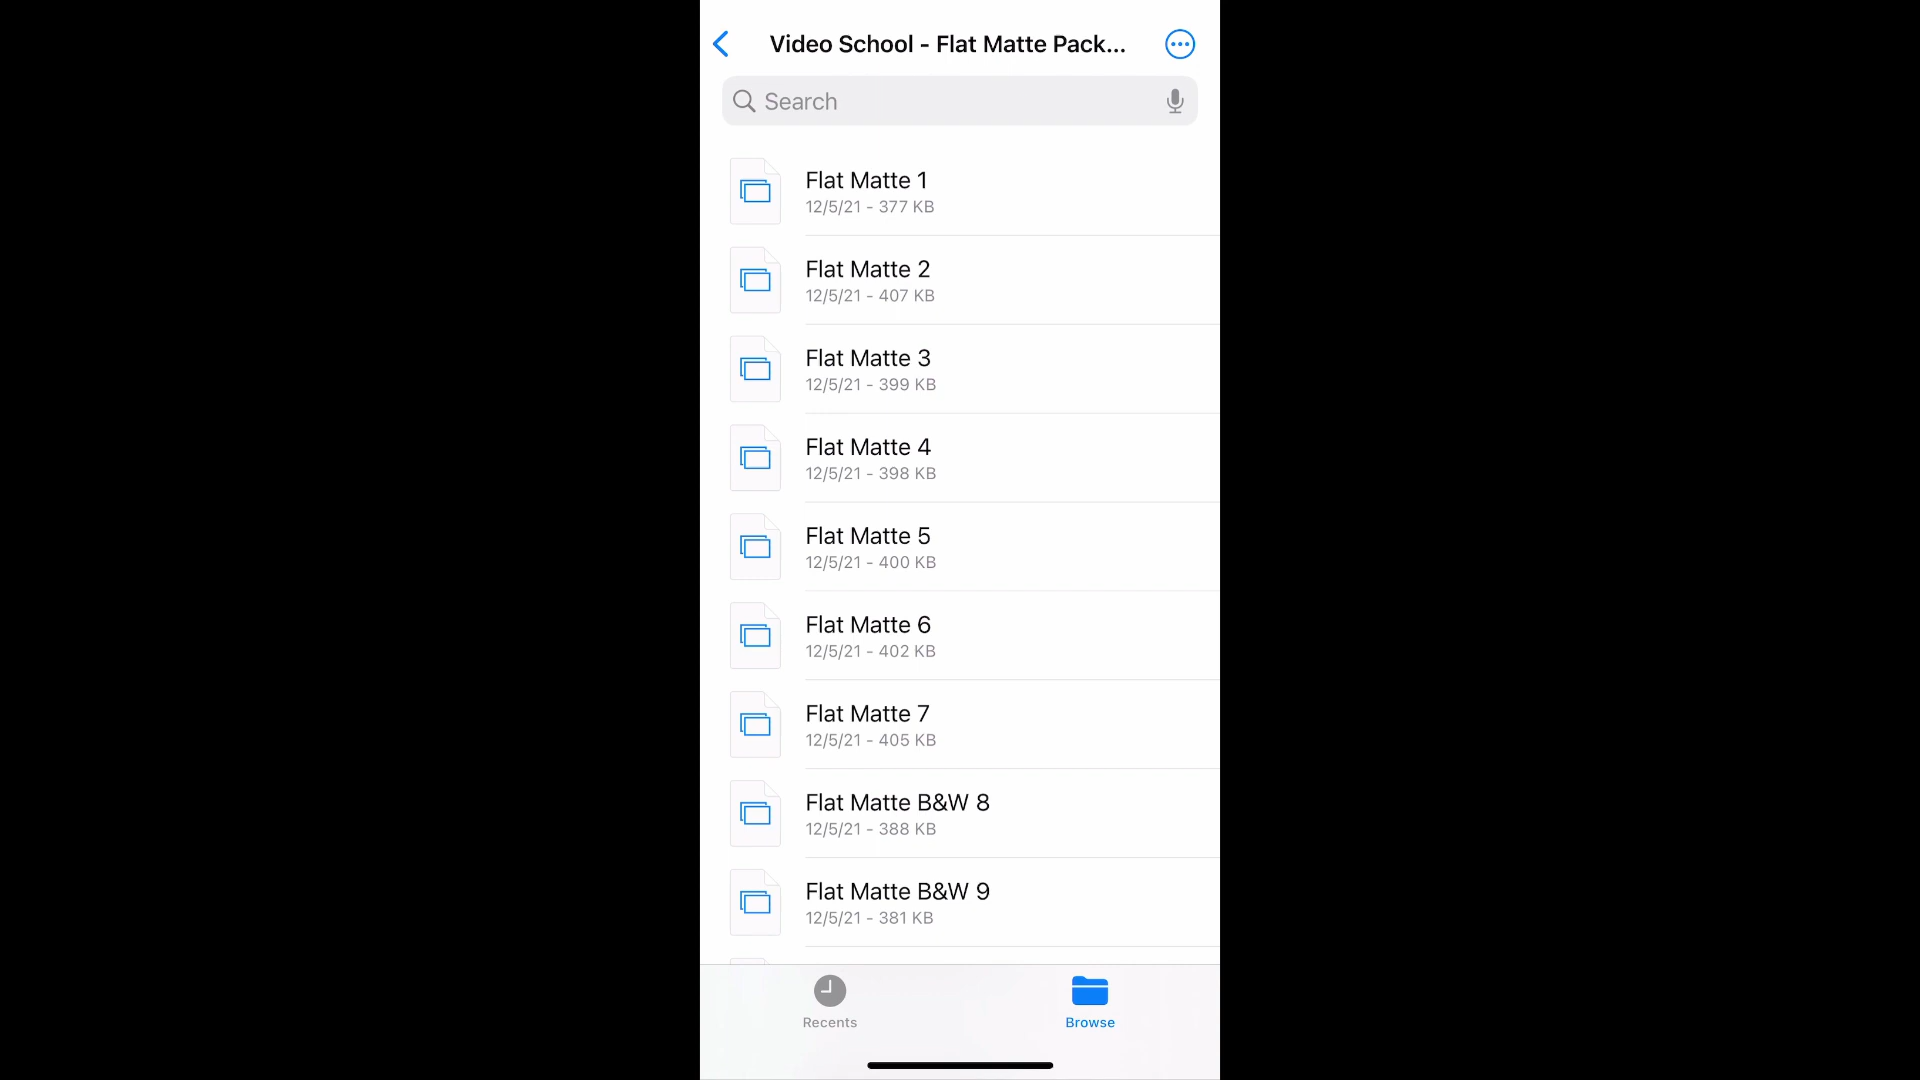 Video School - Flat Matte Pack...
Search
Flat Matte 1
12/5/21 - 377 KB
Flat Matte 2
12/5/21 - 407 KB
Flat Matte 3
12/5/21 - 399 KB
Flat Matte 4
12/5/21 - 398 KB
Flat Matte 5
12/5/21 - 400 KB
Flat Matte 6
12/5/21 - 402 KB
Flat Matte 7
12/5/21 - 405 KB
Flat Matte B&W 8
12/5/21 - 388 KB
Flat Matte B&W 9
12/5/21 - 381 KB
Recents
Browse